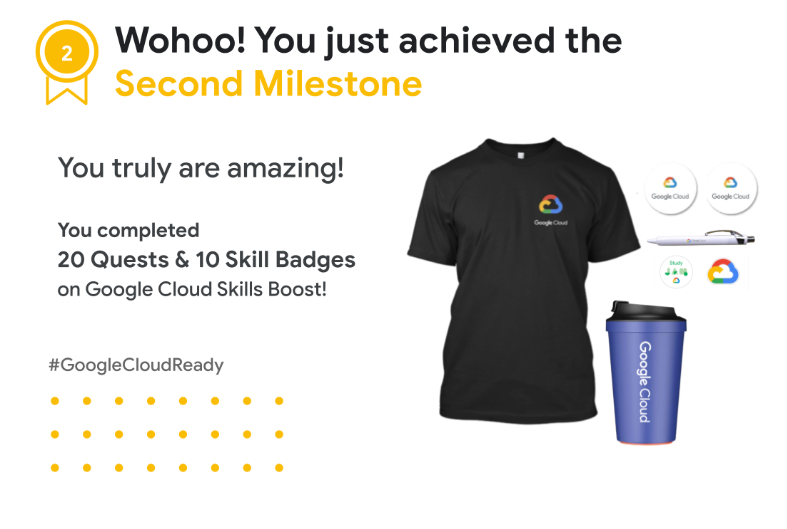 2
Wohoo! You just achieved the
Second Milestone
You truly are amazing!
You completed
20 Quests & 10 Skill Badges
on Google Cloud Skills Boost!
#GoogleCloudReady
Google Cloud
Google Cloud
Google Cloud
Study
Google Cloud